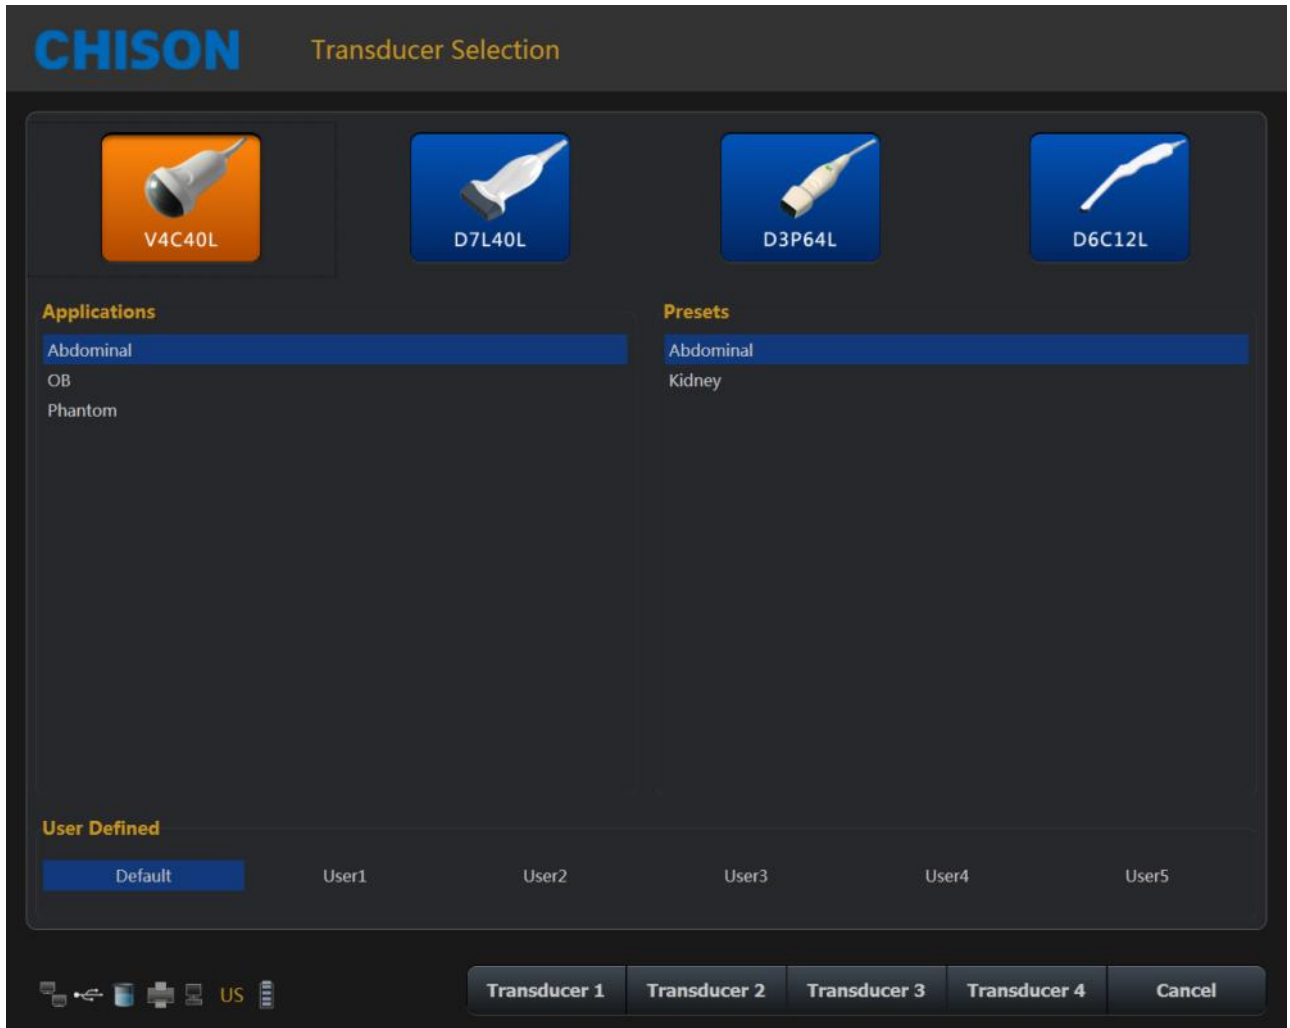 CHISON Transducer Selection
V4C40L D7L40L D3P64L D6C12L
Applications
Abdominal
OB
Phantom
Presets
Abdominal
Kidney
User Defined
Default User1 User2 User3 User4 User5
US Transducer 1 Transducer 2 Transducer 3 Transducer 4 Cancel